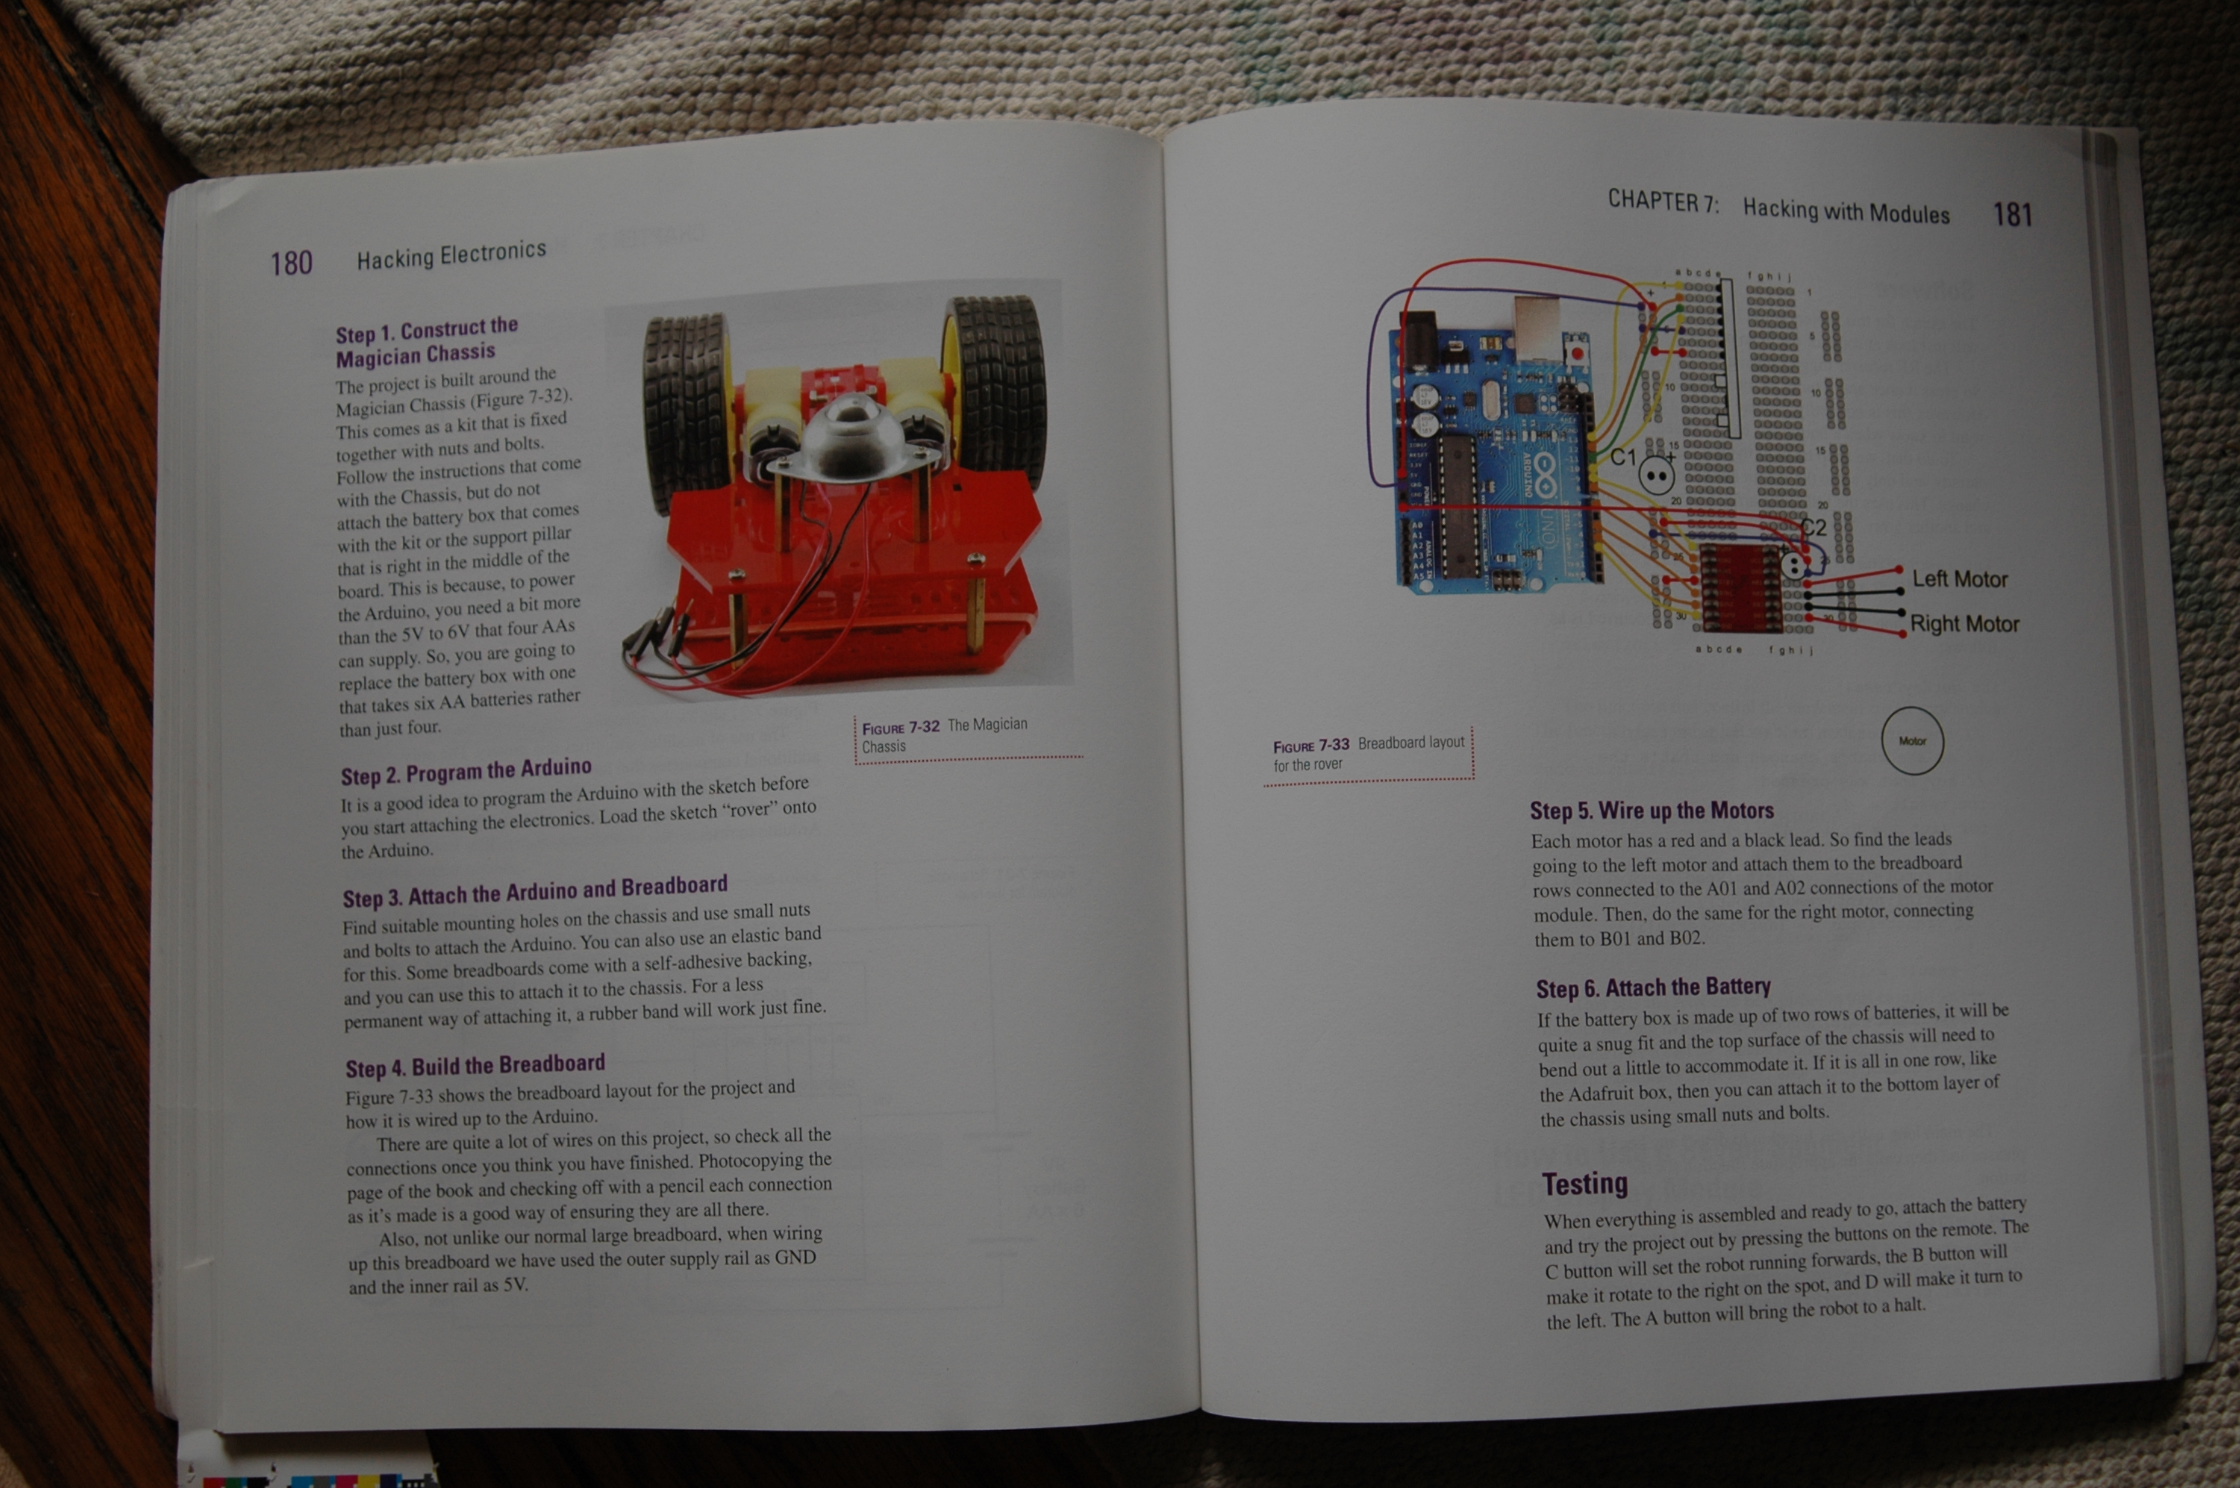 180 Hacking Electronics
Step 1. Construct the
Magician Chassis
The project is built around the
Magician Chassis (Figure 7-32).
This comes as a kit that is fixed
together with nuts and bolts.
Follow the instructions that come
with the Chassis, but do not
attach the battery box that comes
with the kit or the support pillar
that is right in the middle of the
board. This is because, to power
the Arduino, you need a bit more
than the 5V to 6V that four AAs
can supply. So, you are going to
replace the battery box with one
that takes six AA batteries rather
than just four.
FIGURE 7-32 The Magician
Chassis
Step 2. Program the Arduino
It is a good idea to program the Arduino with the sketch before
you start attaching the electronics. Load the sketch “rover” onto
the Arduino.
Step 3. Attach the Arduino and Breadboard
Find suitable mounting holes on the chassis and use small nuts
and bolts to attach the Arduino. You can also use an elastic band
for this. Some breadboards come with a self-adhesive backing,
and you can use this to attach it to the chassis. For a less
permanent way of attaching it, a rubber band will work just fine.
Step 4. Build the Breadboard
Figure 7-33 shows the breadboard layout for the project and
how it is wired up to the Arduino.
There are quite a lot of wires on this project, so check all the
connections once you think you have finished. Photocopying the
page of the book and checking off with a pencil each connection
as it’s made is a good way of ensuring they are all there.
Also, not unlike our normal large breadboard, when wiring
up this breadboard we have used the outer supply rail as GND
and the inner rail as 5V.
CHAPTER 7: Hacking with Modules 181
a b c d e f g h i j
1
5
10 10
15 15
20 20
C1 +
C2
ARDUINO
UNO
A0
A1
A2
A3
A4
A5
30
Left Motor
Right Motor
a b c d e f g h i j
Motor
FIGURE 7-33 Breadboard layout
for the rover
Step 5. Wire up the Motors
Each motor has a red and a black lead. So find the leads
going to the left motor and attach them to the breadboard
rows connected to the A01 and A02 connections of the motor
module. Then, do the same for the right motor, connecting
them to B01 and B02.
Step 6. Attach the Battery
If the battery box is made up of two rows of batteries, it will be
quite a snug fit and the top surface of the chassis will need to
bend out a little to accommodate it. If it is all in one row, like
the Adafruit box, then you can attach it to the bottom layer of
the chassis using small nuts and bolts.
Testing
When everything is assembled and ready to go, attach the battery
and try the project out by pressing the buttons on the remote. The
C button will set the robot running forwards, the B button will
make it rotate to the right on the spot, and D will make it turn to
the left. The A button will bring the robot to a halt.